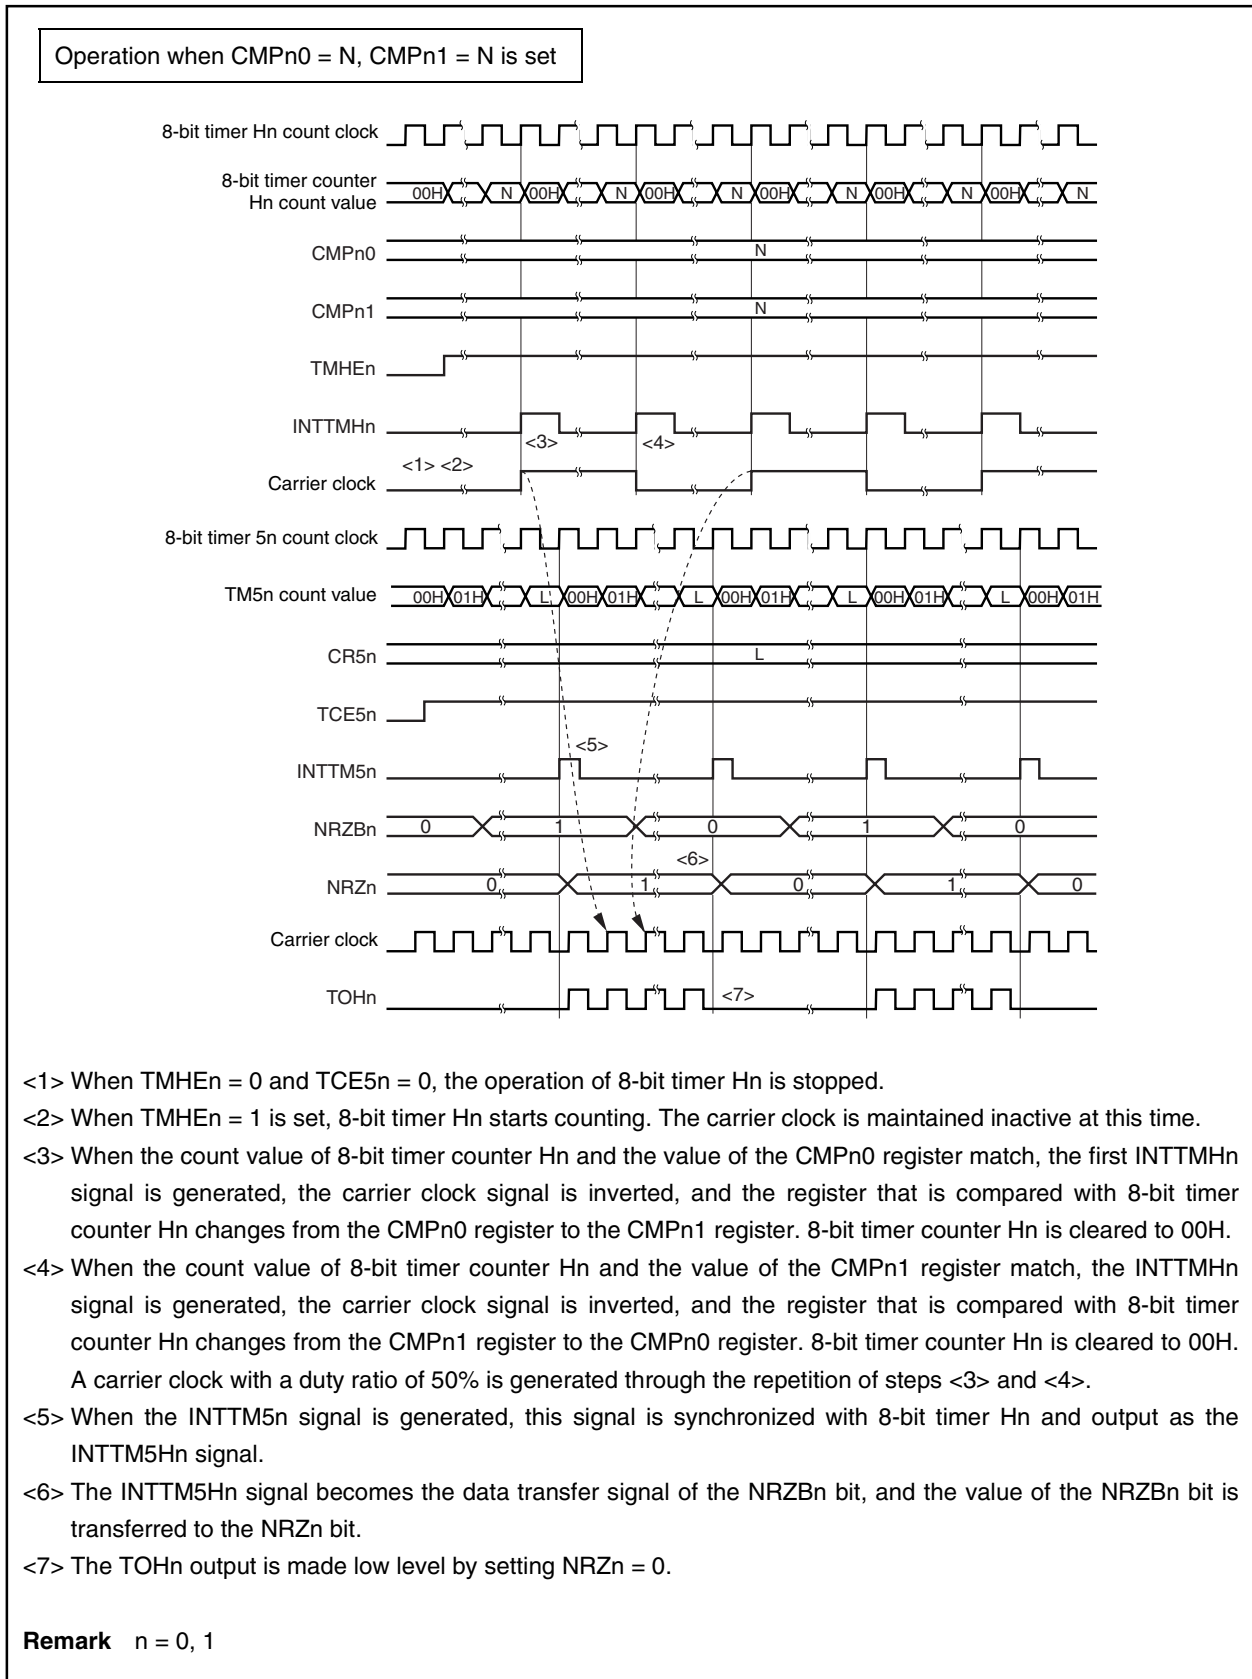 Operation when CMPn0 = N, CMPn1 = N is set
8-bit timer Hn count clock
8-bit timer counter
Hn count value
00H N 00H N 00H N 00H N 00H N 00H N
CMPn0
N
CMPn1
N
TMHEn
INTTMHn
<3> <4>
<1> <2>
Carrier clock
8-bit timer 5n count clock
TM5n count value
00H 01H L 00H 01H L 00H 01H L 00H 01H L 00H 01H
CR5n
L
TCE5n
<5>
INTTM5n
NRZBn
0 1 0 1 0
<6>
NRZn
0 1 0 1 0
Carrier clock
TOHn
<7>
<1> When TMHEn = 0 and TCE5n = 0, the operation of 8-bit timer Hn is stopped.
<2> When TMHEn = 1 is set, 8-bit timer Hn starts counting. The carrier clock is maintained inactive at this time.
<3> When the count value of 8-bit timer counter Hn and the value of the CMPn0 register match, the first INTTMHn
signal is generated, the carrier clock signal is inverted, and the register that is compared with 8-bit timer
counter Hn changes from the CMPn0 register to the CMPn1 register. 8-bit timer counter Hn is cleared to 00H.
<4> When the count value of 8-bit timer counter Hn and the value of the CMPn1 register match, the INTTMHn
signal is generated, the carrier clock signal is inverted, and the register that is compared with 8-bit timer
counter Hn changes from the CMPn1 register to the CMPn0 register. 8-bit timer counter Hn is cleared to 00H.
A carrier clock with a duty ratio of 50% is generated through the repetition of steps <3> and <4>.
<5> When the INTTM5n signal is generated, this signal is synchronized with 8-bit timer Hn and output as the
INTTM5Hn signal.
<6> The INTTM5Hn signal becomes the data transfer signal of the NRZBn bit, and the value of the NRZBn bit is
transferred to the NRZn bit.
<7> The TOHn output is made low level by setting NRZn = 0.
Remark n = 0, 1